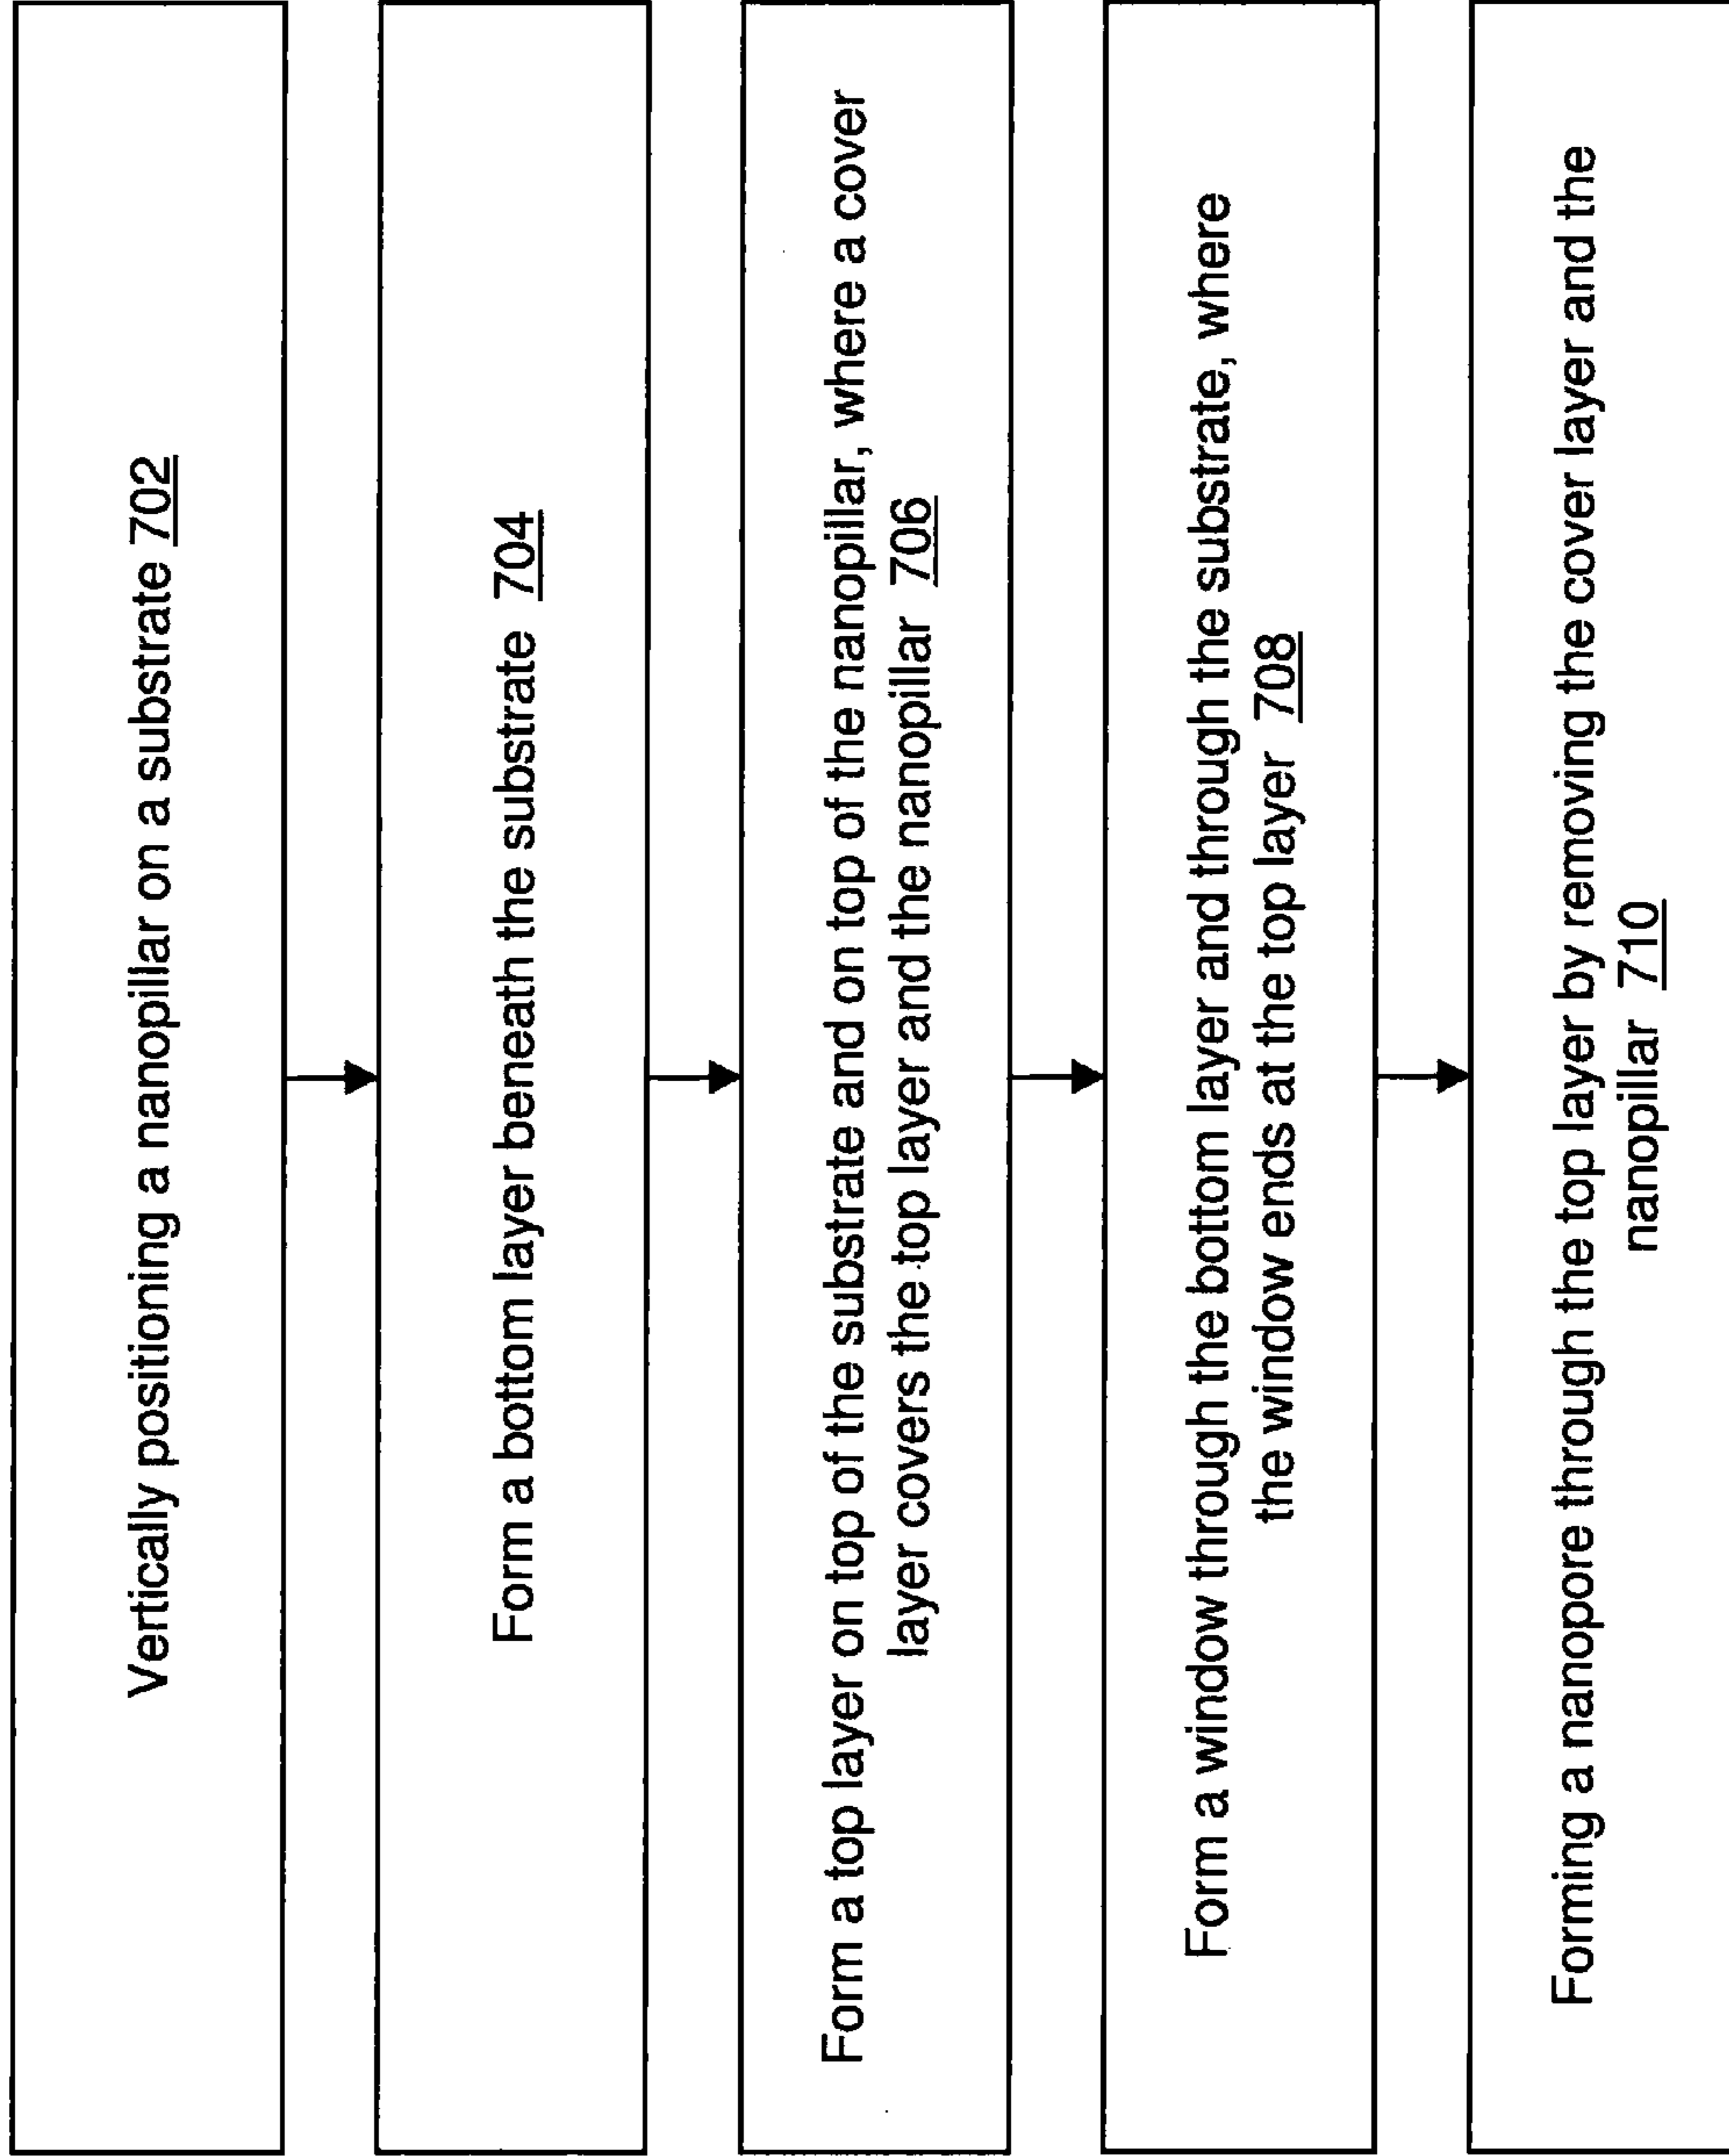 Vertically positioning a nanopillar on a substrate 702
Form a bottom layer beneath the substrate 704
Form a top layer on top of the substrate and on top of the nanopillar, where a cover
layer covers the top layer and the nanopillar 706
Form a window through the bottom layer and through the substrate, where
the window ends at the top layer 708
Forming a nanopore through the top layer by removing the cover layer and the
nanopillar 710